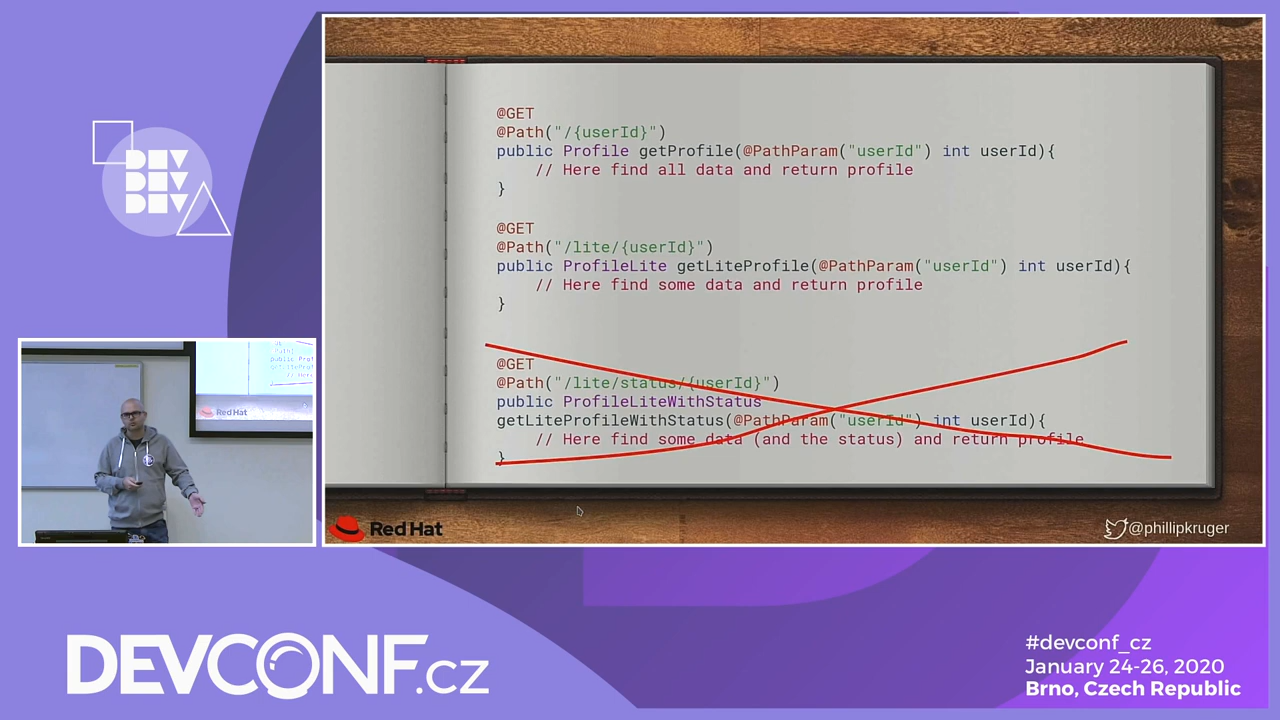 DEV
DEV
DEV
@GET
@Path("/{userId}")
public Profile getProfile(@PathParam("userId") int userId){
// Here find all data and return profile
}
@GET
@Path("/lite/{userId}")
public ProfileLite getLiteProfile(@PathParam("userId") int userId){
// Here find some data and return profile
}
@GET
@Path("/lite/status/{userId}")
public ProfileLiteWithStatus
getLiteProfileWithStatus(@PathParam("userId") int userId){
// Here find some data (and the status) and return profile
}
Red Hat
@phillipkruger
Red Hat
DEVCONF.cz
#devconf_cz
January 24-26, 2020
Brno, Czech Republic